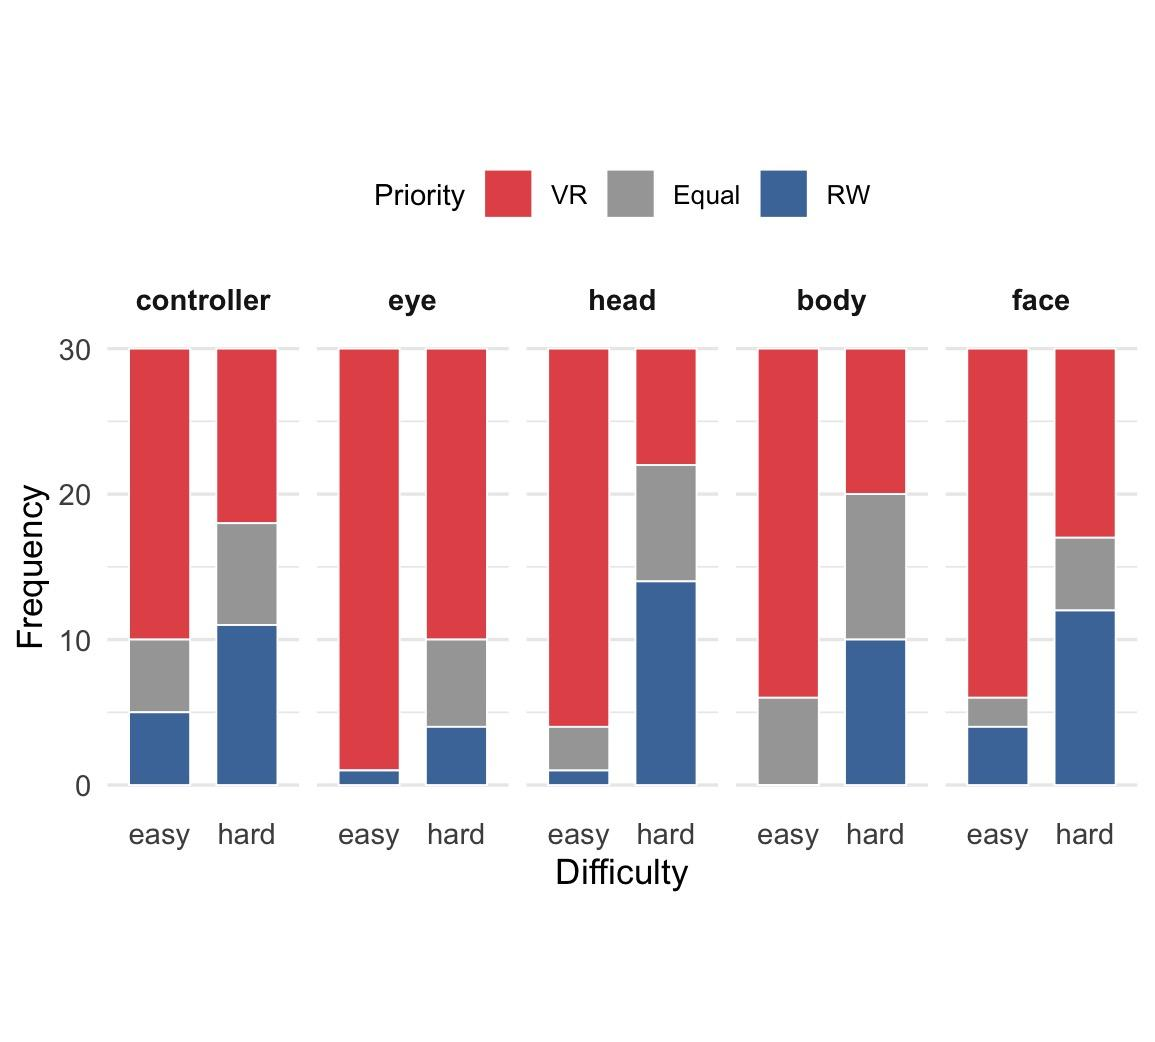 Priority VR Equal RW
controller eye head body face
30
20
10
0
Frequency
easy hard easy hard easy hard easy hard easy hard
Difficulty